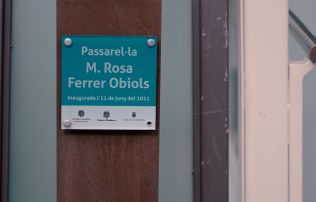 Passarel·la
M. Rosa
Ferrer Obiols
Inaugurada l'11 de juny del 2021